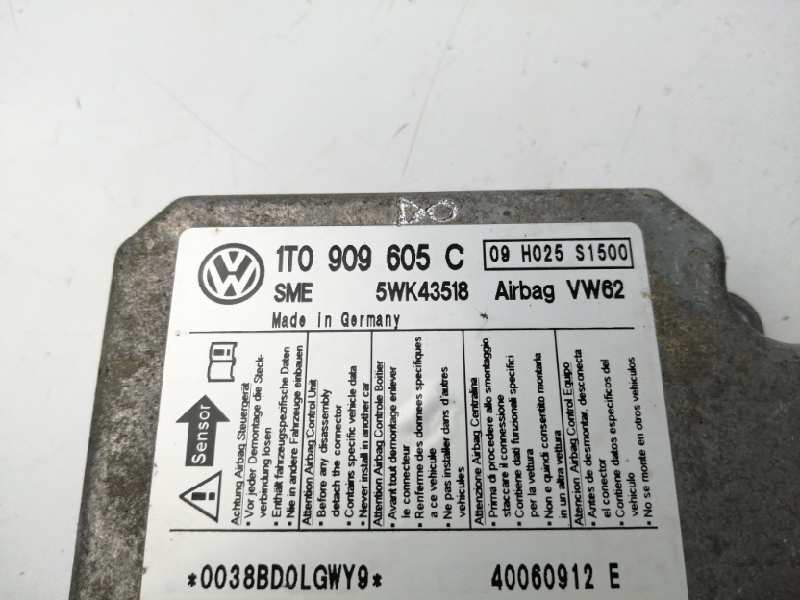 DO
1T0 909 605 C
09 H025 S1500
SME 5WK43518 Airbag VW62
Made in Germany
Sensor
Achtung Airbag Steuergerät
• Vor jeder Demontage die Steck-
verbindung lösen
• Enthält fahrzeugspezifische Daten
• Nie in andere Fahrzeuge einbauen
Attention Airbag Control Unit
• Before any disassembly
detach the connector
• Contains specific vehicle data
• Never install in another car
Attention Airbag Controle Boitier
• Avant tout demontage enlever
le connecteur
• Renferme des donnees specifiques
a ce vehicule
• Ne pas installer dans d'autres
vehicules
Attenzione Airbag Centralina
• Prima di procedere allo smontaggio
staccare il connessione
• Contiene dati funzionali specifici
per la vettura
• Non e quindi consentito montarla
in un altra vettura
Atencion Airbag Control Equipo
• Antes de desmontar, desconecta
el conector
• Contiene datos especificos del
vehiculo
• No se monte en otros vehiculos
*0038BD0LGWY9*
40060912 E